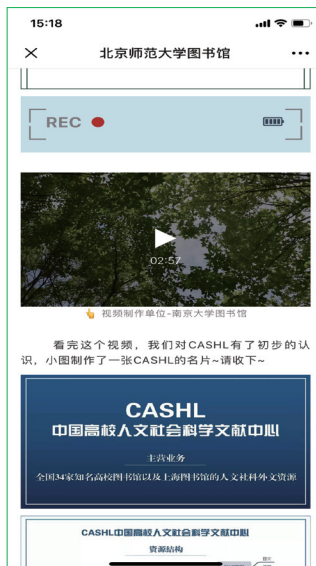 15:18
北京师范大学图书馆
REC
02:57
视频制作单位-南京大学图书馆
看完这个视频，我们对CASHL有了初步的认
识，小图制作了一张CASHL的名片~请收下~
CASHL
中国高校人文社会科学文献中心
主营业务
全国34家知名高校图书馆以及上海图书馆的人文社科外文资源
CASHL中国高校人文社会科学文献中心
资源结构